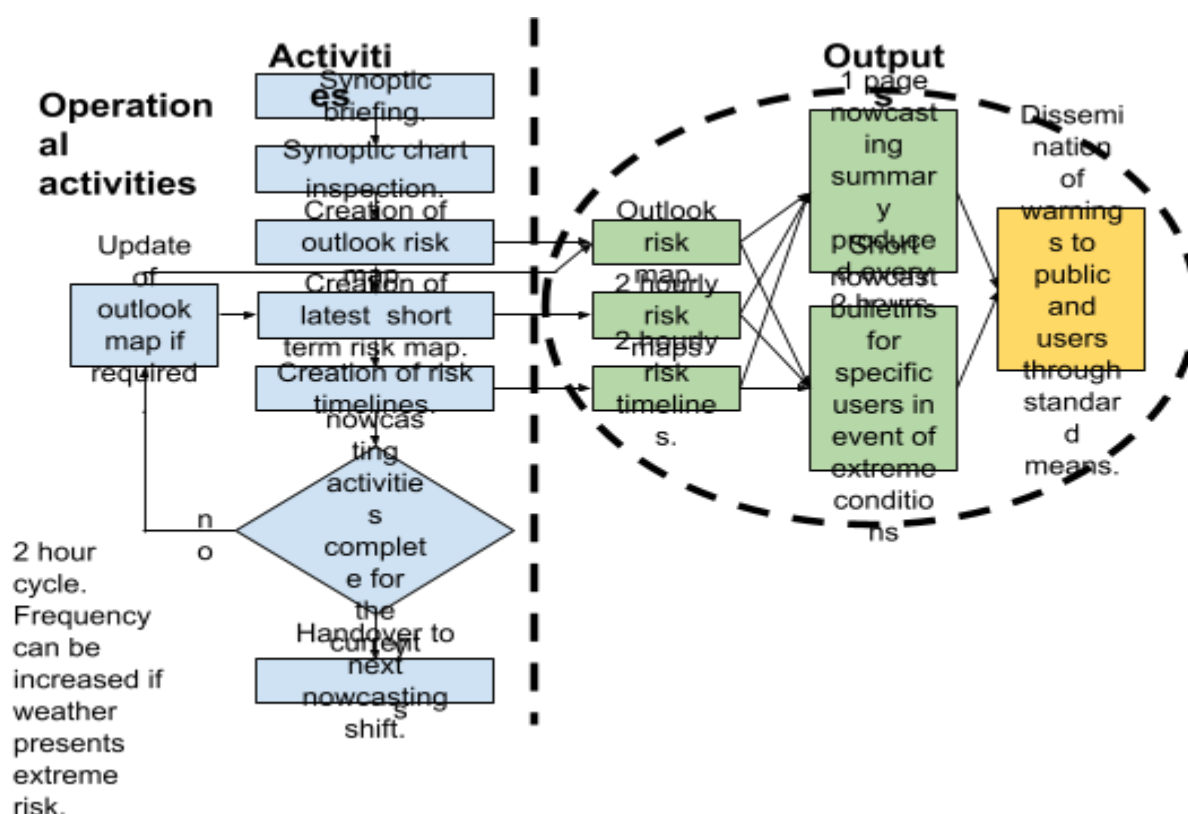 Activiti
es
Output
s
Operation
al
activities
Synoptic
briefing.
Synoptic chart
inspection.
Creation of
outlook risk
map.
Update
of
outlook
map if
required
Creation of
latest short
term risk map.
Creation of risk
timelines.
nowcas
ting
activitie
s
complet
e for
the
current
n
o
Handover to
next
nowcasting
shift.
2 hour
cycle.
Frequency
can be
increased if
weather
presents
extreme
risk.
Outlook
risk
map.
2 hourly
risk
maps.
2 hourly
risk
timeline
s.
1 page
nowcast
ing
summar
y
produce
d every
2 hours
Short
nowcast
bulletins
for
specific
users in
event of
extreme
conditio
ns
Dissemi
nation
of
warning
s to
public
and
users
through
standar
d
means.